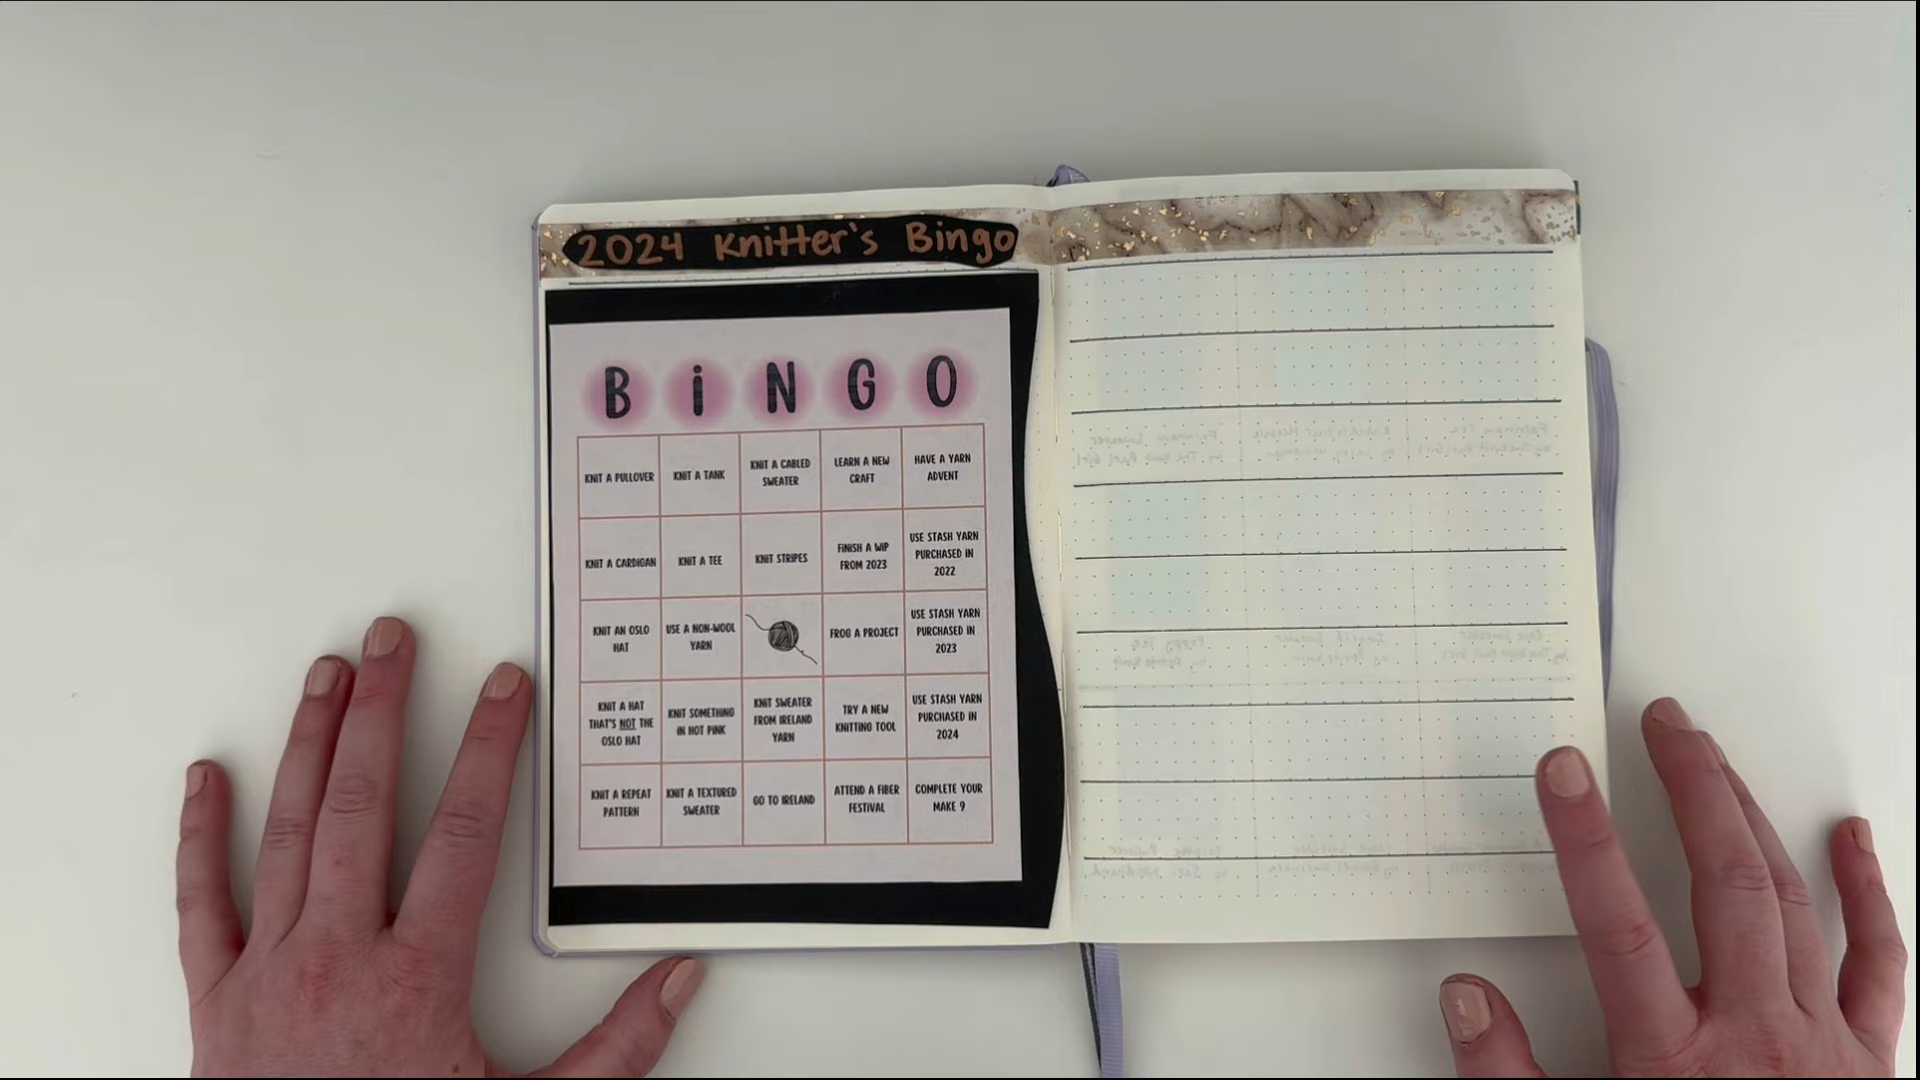 2024 Knitter's Bingo
B i N G O
KNIT A PULLOVER
KNIT A TANK
KNIT A CABLED
SWEATER
LEARN A NEW
CRAFT
HAVE A YARN
ADVENT
KNIT A CARDIGAN
KNIT A TEE
KNIT STRIPES
FINISH A WIP
FROM 2023
USE STASH YARN
PURCHASED IN
2022
KNIT AN OSLO
HAT
USE A NON-WOOL
YARN
FROG A PROJECT
USE STASH YARN
PURCHASED IN
2023
KNIT A HAT
THAT'S NOT THE
OSLO HAT
KNIT SOMETHING
IN HOT PINK
KNIT SWEATER
FROM IRELAND
YARN
TRY A NEW
KNITTING TOOL
USE STASH YARN
PURCHASED IN
2024
KNIT A REPEAT
PATTERN
KNIT A TEXTURED
SWEATER
GO TO IRELAND
ATTEND A FIBER
FESTIVAL
COMPLETE YOUR
MAKE 9